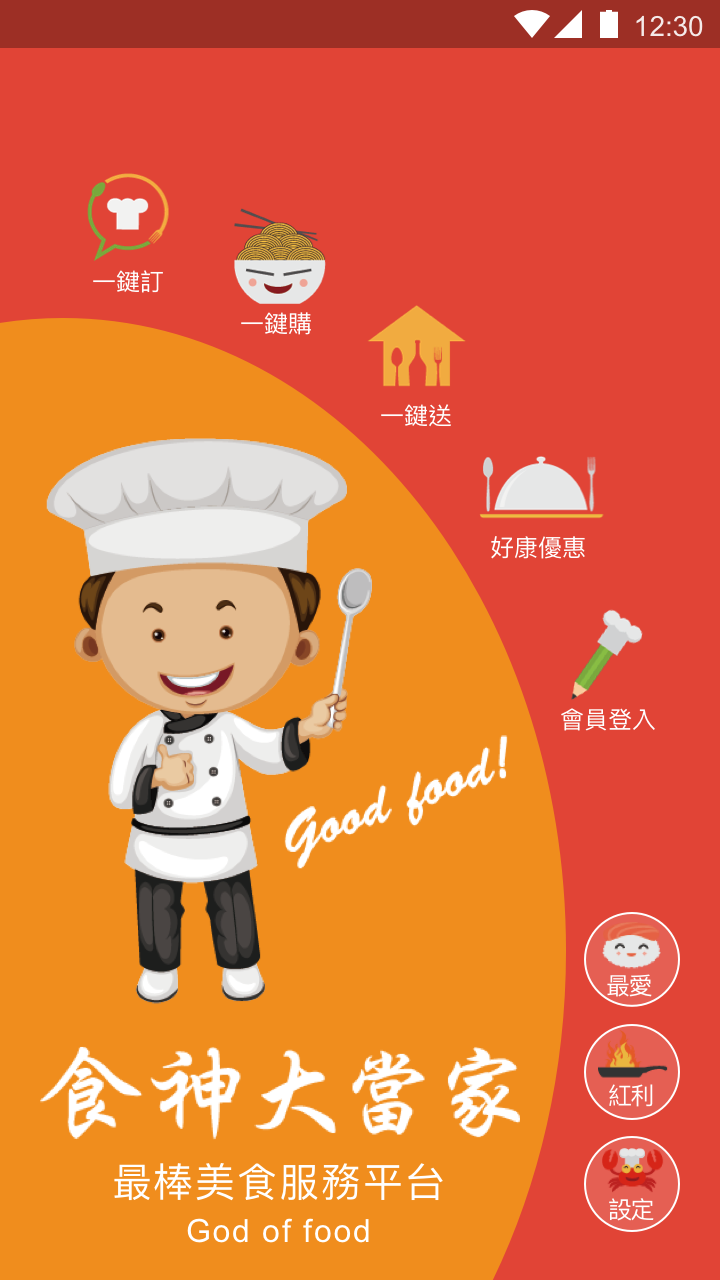 12:30
一鍵訂
一鍵購
一鍵送
好康優惠
會員登入
Good food!
最愛
紅利
設定
食神大當家
最棒美食服務平台
God of food